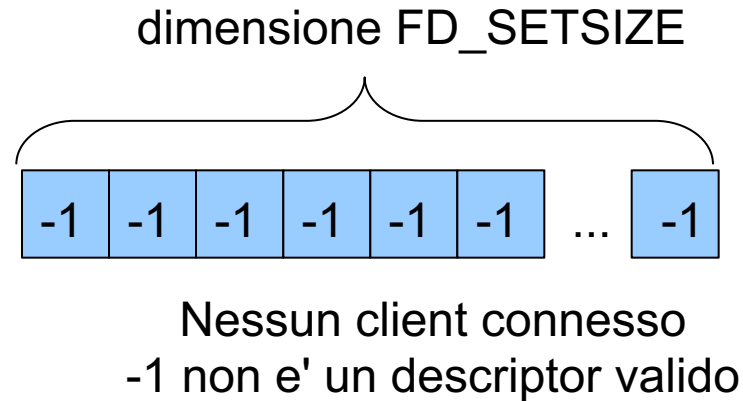 dimensione FD_SETSIZE
-1 -1 -1 -1 -1 -1 ... -1
Nessun client connesso
-1 non e' un descriptor valido